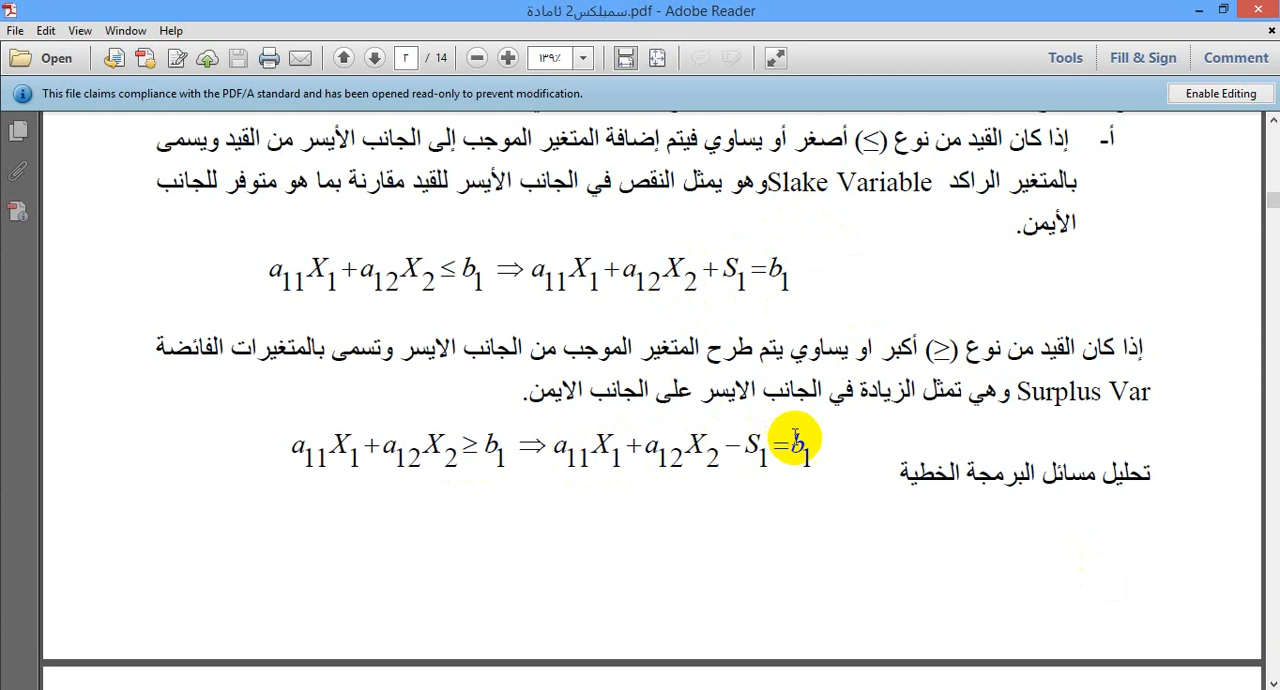 سمبلكس2 ئامادة.pdf - Adobe Reader
File Edit View Window Help
Open ٣ / 14 ١٣٩٪ Tools Fill & Sign Comment
This file claims compliance with the PDF/A standard and has been opened read-only to prevent modification. Enable Editing
أ- إذا كان القيد من نوع (≤) أصغر أو يساوي فيتم إضافة المتغير الموجب إلى الجانب الأيسر من القيد ويسمى
بالمتغير الراكد Slake Variable وهو يمثل النقص في الجانب الأيسر للقيد مقارنة بما هو متوفر للجانب
الأيمن.
a11X1+a12X2 ≤ b1 ⇒ a11X1+a12X2+S1=b1
إذا كان القيد من نوع (≥) أكبر او يساوي يتم طرح المتغير الموجب من الجانب الايسر وتسمى بالمتغيرات الفائضة
Surplus Var وهي تمثل الزيادة في الجانب الايسر على الجانب الايمن.
a11X1+a12X2 ≥ b1 ⇒ a11X1+a12X2−S1=b1
تحليل مسائل البرمجة الخطية